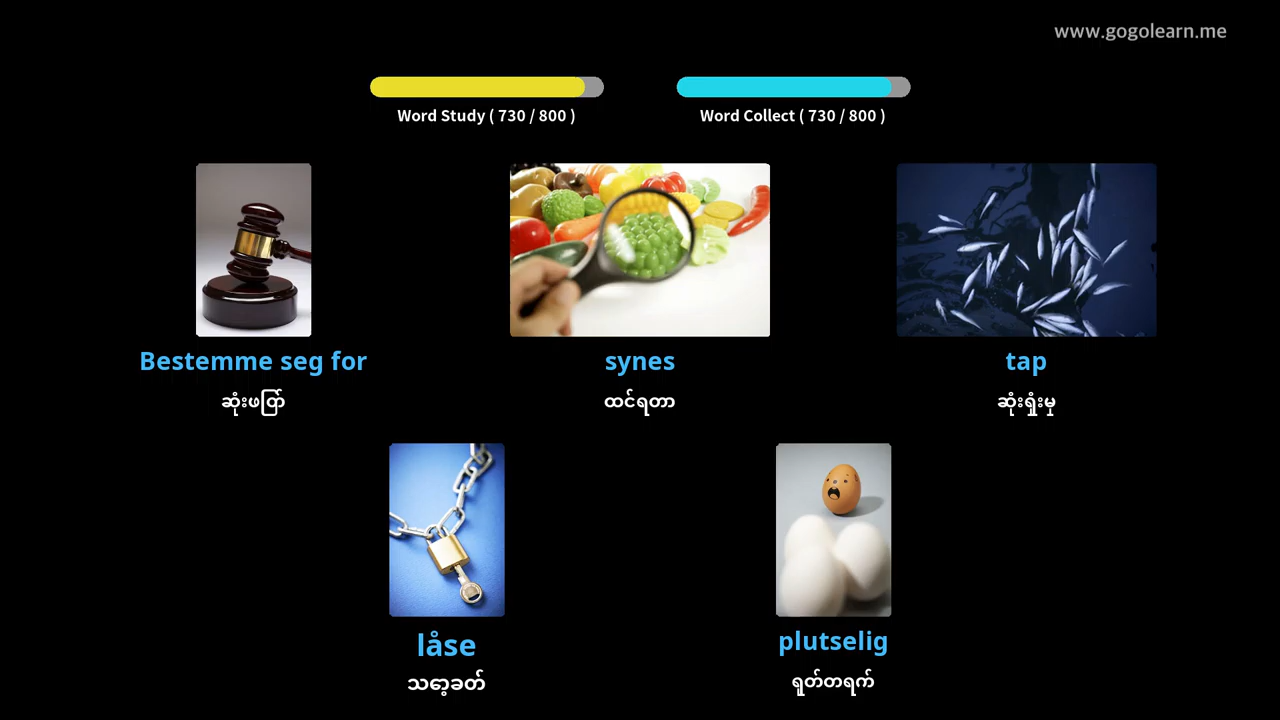 www.gogolearn.me
Word Study ( 730 / 800 )
Word Collect ( 730 / 800 )
Bestemme seg for
ဆုံးဖတြ်ာ
synes
ထင်ရတာ
tap
ဆုံးရှုံးမှု
låse
သော့ခတ်
plutselig
ရုတ်တရက်